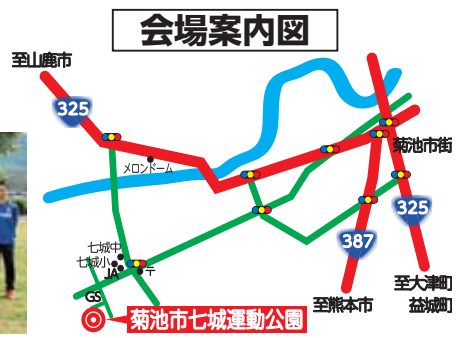 会場案内図
至山鹿市
325
メロンドーム
菊池市街
七城中
七城小
JA
〒
GS
325
387
至大津町
益城町
至熊本市
菊池市七城運動公園